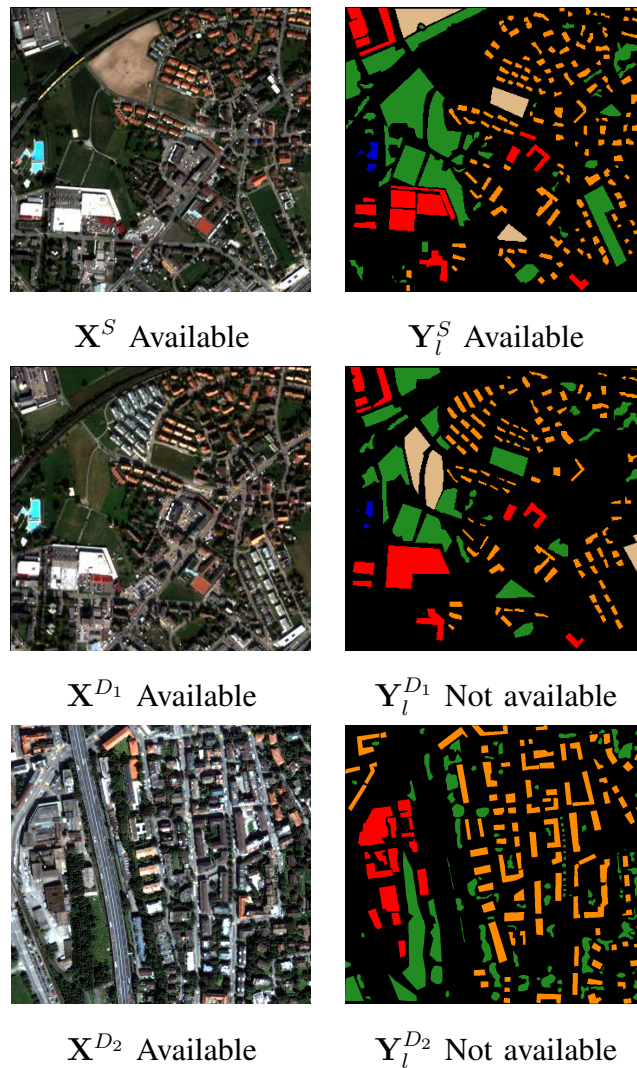 X^S Available
Y_l^S Available
X^{D_1} Available
Y_l^{D_1} Not available
X^{D_2} Available
Y_l^{D_2} Not available